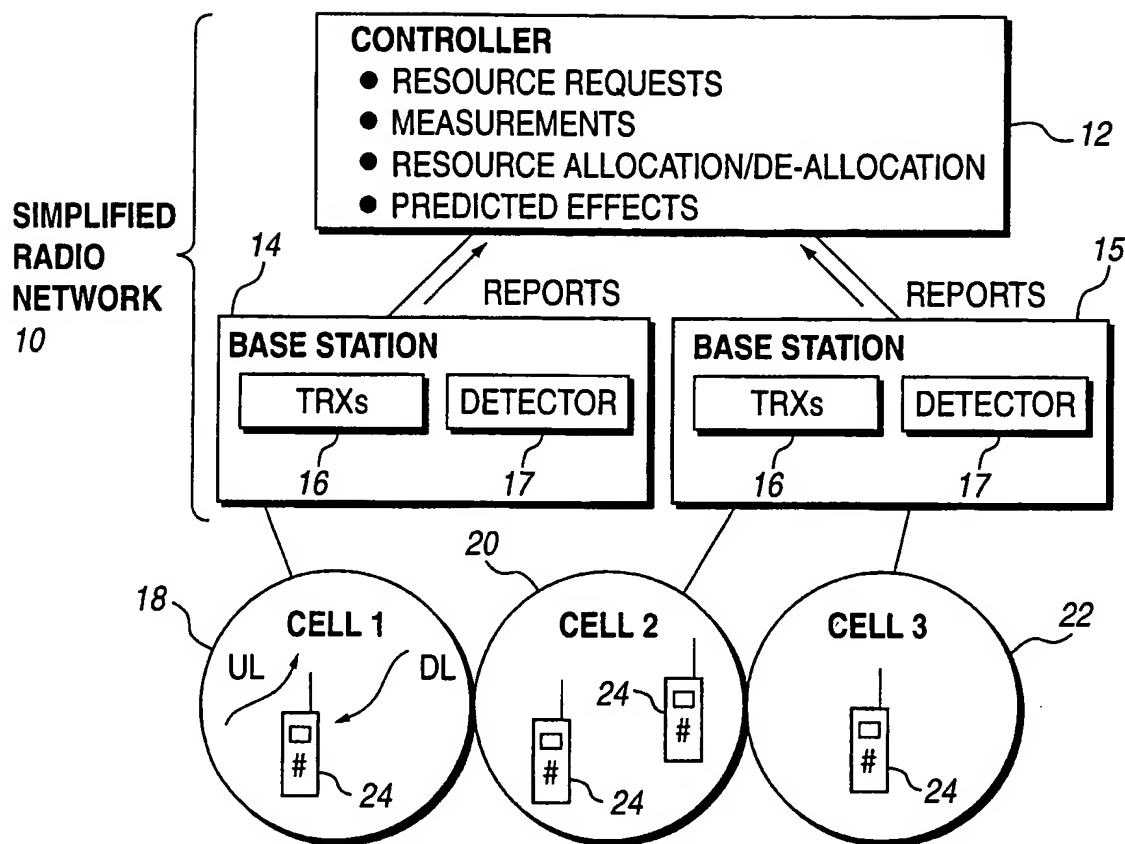 CONTROLLER
● RESOURCE REQUESTS
● MEASUREMENTS
● RESOURCE ALLOCATION/DE-ALLOCATION
● PREDICTED EFFECTS
12
SIMPLIFIED
RADIO
NETWORK
10
14
REPORTS
REPORTS
15
BASE STATION
TRXs
DETECTOR
16
17
BASE STATION
TRXs
DETECTOR
16
17
18
CELL 1
UL
DL
#
24
20
CELL 2
24
#
#
24
CELL 3
22
#
24